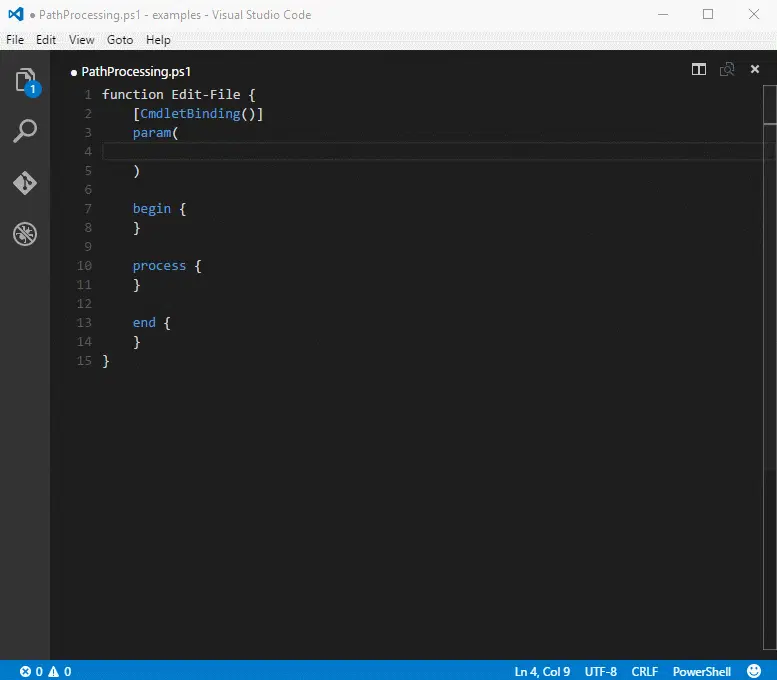 ● PathProcessing.ps1 - examples - Visual Studio Code
File Edit View Goto Help
1
● PathProcessing.ps1
1 function Edit-File {
2     [CmdletBinding()]
3     param(
4
5     )
6
7     begin {
8     }
9
10     process {
11     }
12
13     end {
14     }
15 }
0 0 Ln 4, Col 9 UTF-8 CRLF PowerShell